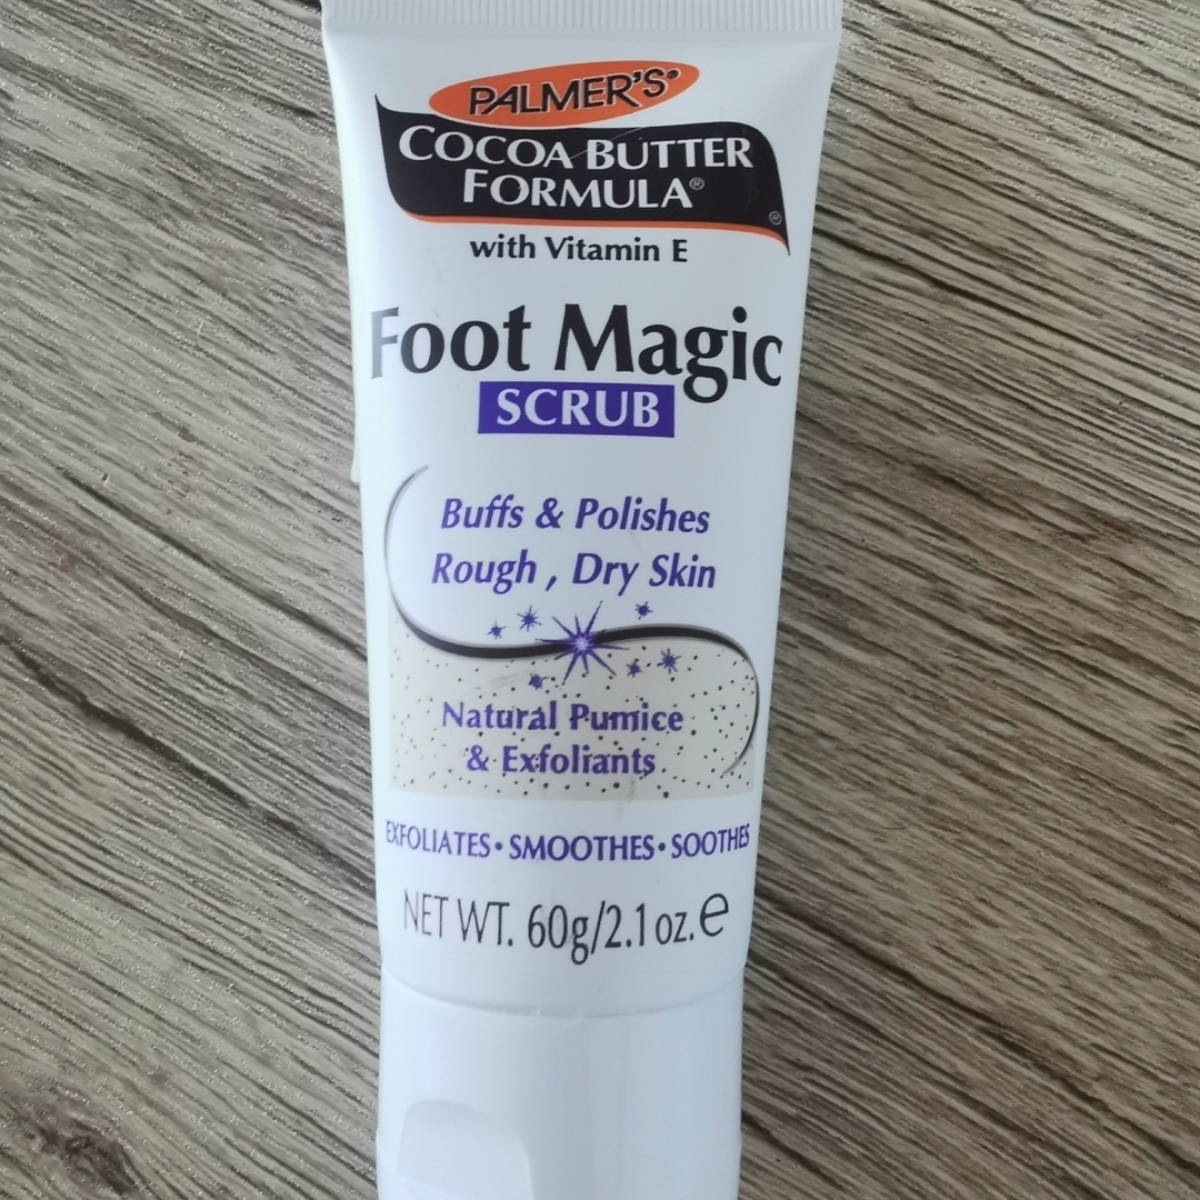 PALMER'S®
COCOA BUTTER
FORMULA®
®
with Vitamin E
Foot Magic
SCRUB
Buffs & Polishes
Rough , Dry Skin
Natural Pumice
& Exfoliants
EXFOLIATES • SMOOTHES • SOOTHES
NET WT. 60g/2.1 oz. e